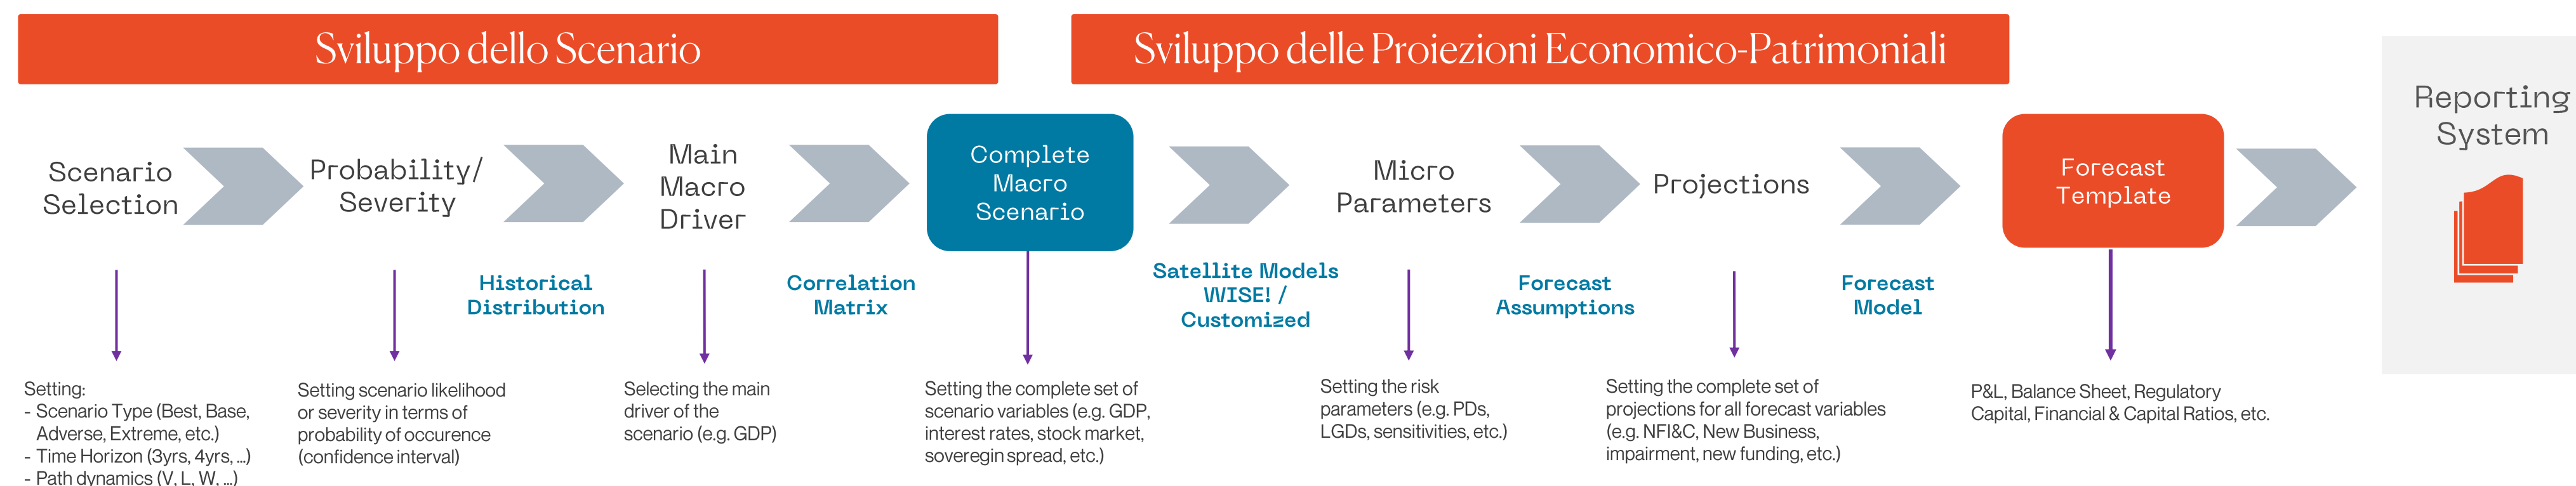 Sviluppo dello Scenario
Sviluppo delle Proiezioni Economico-Patrimoniali
Reporting
System
Scenario
Selection
Probability/
Severity
Main
Macro
Driver
Complete
Macro
Scenario
Micro
Parameters
Projections
Forecast
Template
Historical
Distribution
Correlation
Matrix
Satellite Models
WISE! /
Customized
Forecast
Assumptions
Forecast
Model
Setting:
- Scenario Type (Best, Base,
Adverse, Extreme, etc.)
- Time Horizon (3yrs, 4yrs, ...)
- Path dynamics (V, L, W, ...)
Setting scenario likelihood
or severity in terms of
probability of occurence
(confidence interval)
Selecting the main
driver of the
scenario (e.g. GDP)
Setting the complete set of
scenario variables (e.g. GDP,
interest rates, stock market,
soveregin spread, etc.)
Setting the risk
parameters (e.g. PDs,
LGDs, sensitivities, etc.)
Setting the complete set of
projections for all forecast variables
(e.g. NFI&C, New Business,
impairment, new funding, etc.)
P&L, Balance Sheet, Regulatory
Capital, Financial & Capital Ratios, etc.